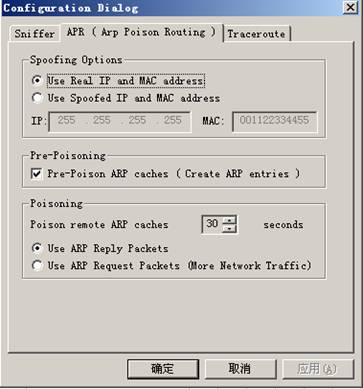 Configuration Dialog
Sniffer APR ( Arp Poison Routing ) Traceroute
Spoofing Options
Use Real IP and MAC address
Use Spoofed IP and MAC address
IP: 255 . 255 . 255 . 255 MAC: 001122334455
Pre-Poisoning
Pre-Poison ARP caches ( Create ARP entries )
Poisoning
Poison remote ARP caches 30 seconds
Use ARP Reply Packets
Use ARP Request Packets (More Network Traffic)
确定 取消 应用(A)